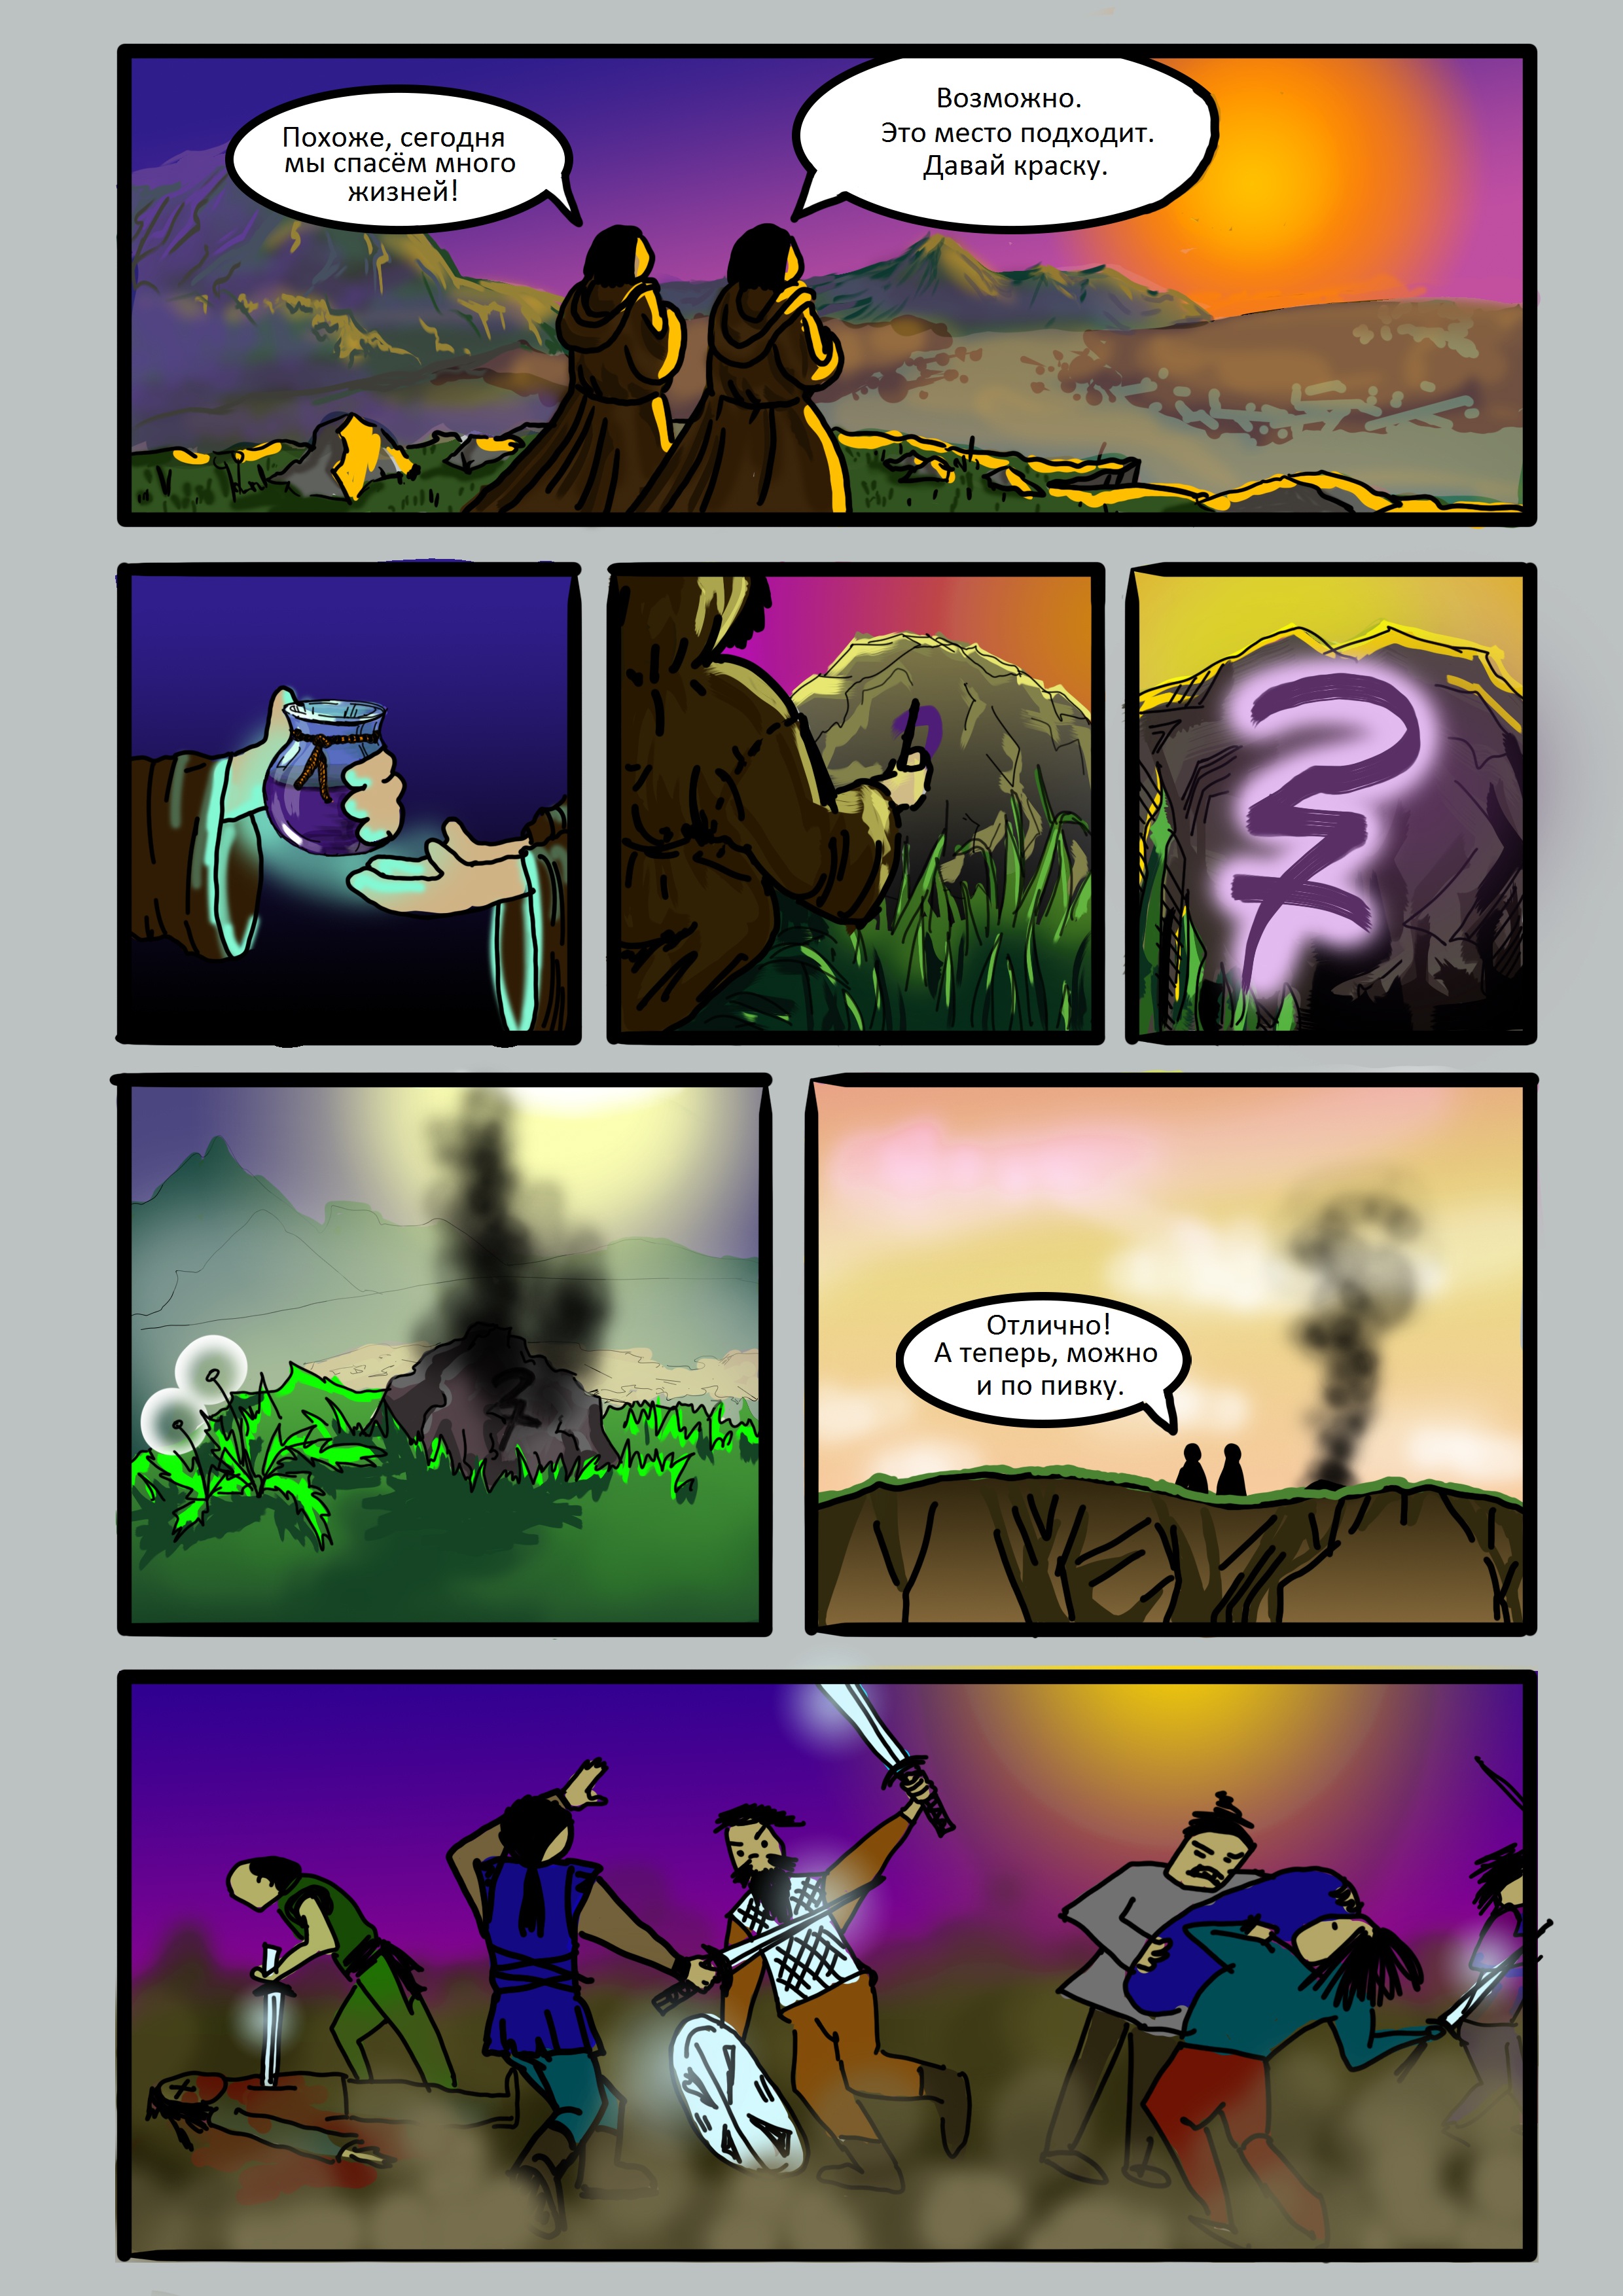 Похоже, сегодня
мы спасём много
жизней!
Возможно.
Это место подходит.
Давай краску.
Отлично!
А теперь, можно
и по пивку.